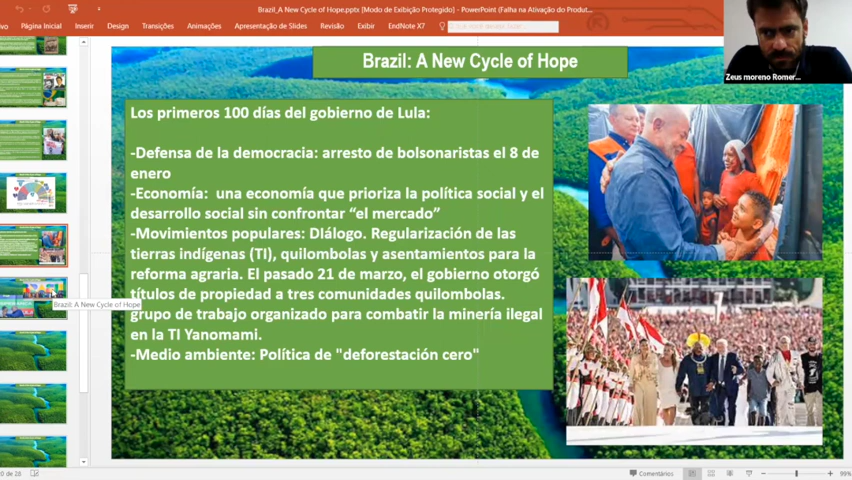 Brazil_A New Cycle of Hope.pptx [Modo de Exibição Protegido] - PowerPoint (Falha na Ativação do Produt...
Página Inicial Inserir Design Transições Animações Apresentação de Slides Revisão Exibir EndNote X7
Zeus moreno Romer...
Brazil: A New Cycle of Hope
Los primeros 100 días del gobierno de Lula:
-Defensa de la democracia: arresto de bolsonaristas el 8 de
enero
-Economía: una economía que prioriza la política social y el
desarrollo social sin confrontar “el mercado”
-Movimientos populares: DIálogo. Regularización de las
tierras indígenas (TI), quilombolas y asentamientos para la
reforma agraria. El pasado 21 de marzo, el gobierno otorgó
títulos de propiedad a tres comunidades quilombolas.
grupo de trabajo organizado para combatir la minería ilegal
en la TI Yanomami.
-Medio ambiente: Política de "deforestación cero"
Brazil: A New Cycle of Hope
de 28
Comentários
99%